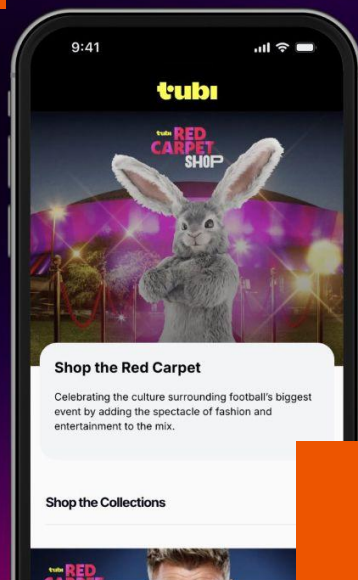 9:41
tubi
tubi RED
CARPET
SHOP
Shop the Red Carpet
Celebrating the culture surrounding football's biggest
event by adding the spectacle of fashion and
entertainment to the mix.
Shop the Collections
tubi RED
CARPET